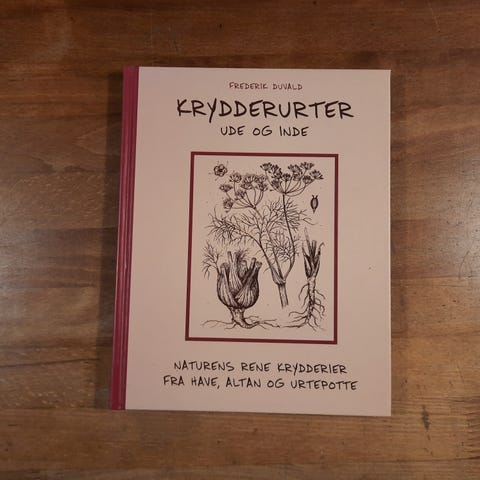 FREDERIK DUVALD
KRYDDERURTER
UDE OG INDE
NATURENS RENE KRYDDERIER
FRA HAVE, ALTAN OG URTEPOTTE